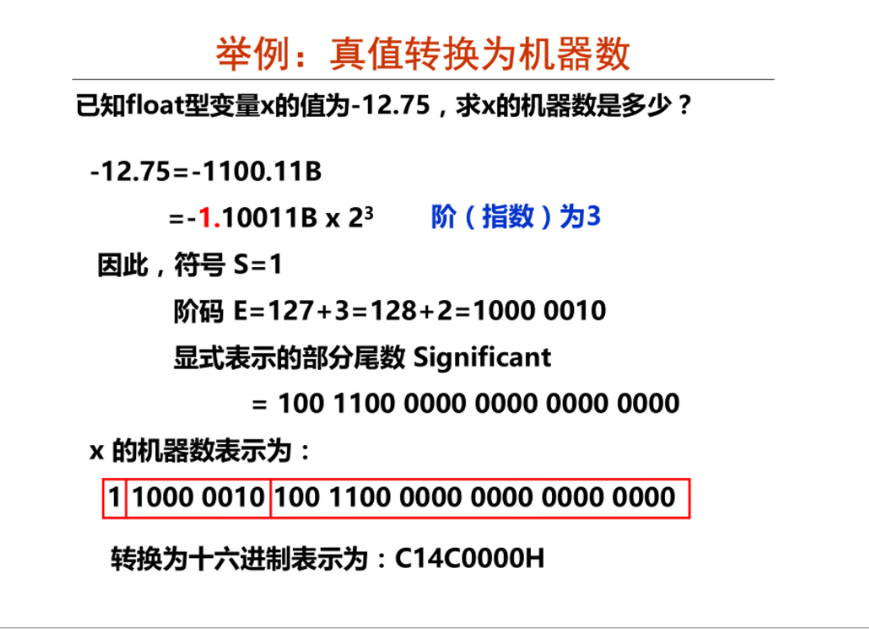 举例：真值转换为机器数
已知float型变量x的值为-12.75，求x的机器数是多少？
-12.75=-1100.11B
=-1.10011B x 2³ 阶（指数）为3
因此，符号 S=1
阶码 E=127+3=128+2=1000 0010
显式表示的部分尾数 Significant
= 100 1100 0000 0000 0000 0000
x 的机器数表示为：
1 1000 0010 100 1100 0000 0000 0000 0000
转换为十六进制表示为：C14C0000H